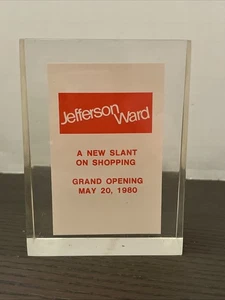 Jefferson Ward
A NEW SLANT
ON SHOPPING
GRAND OPENING
MAY 20, 1980